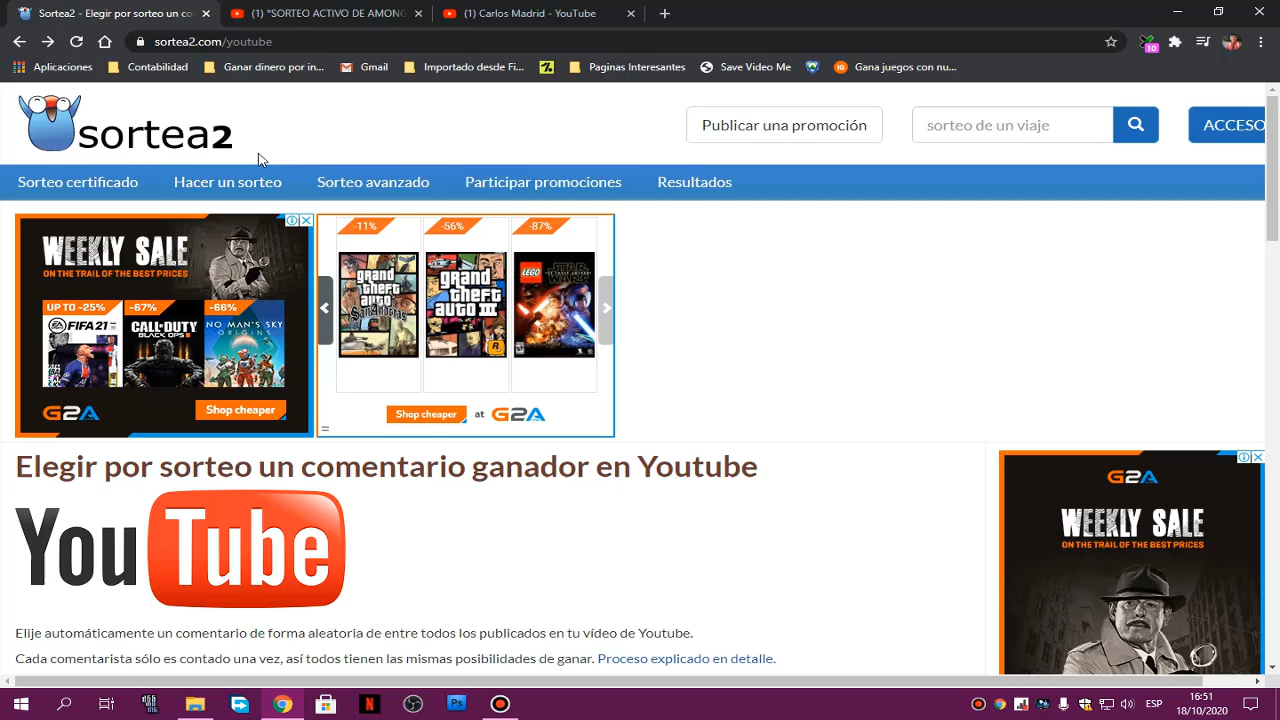 Sortea2 - Elegir por sorteo un co
(1) *SORTEO ACTIVO DE AMONG
(1) Carlos Madrid - YouTube
sortea2.com/youtube
10
Aplicaciones
Contabilidad
Ganar dinero por in...
Gmail
Importado desde Fi...
Paginas Interesantes
Save Video Me
IG
Gana juegos con nu...
sortea2
Publicar una promoción
sorteo de un viaje
ACCESO
Sorteo certificado
Hacer un sorteo
Sorteo avanzado
Participar promociones
Resultados
WEEKLY SALE
ON THE TRAIL OF THE BEST PRICES
UP TO -25%
-67%
-66%
FIFA 21
CALL·DUTY
BLACK OPS III
NO MAN'S SKY
ORIGINS
G2A
Shop cheaper
-11%
-56%
-87%
grand theft auto San Andreas
grand theft auto III
LEGO STAR WARS
Shop cheaper at G2A
Elegir por sorteo un comentario ganador en Youtube
YouTube
Elije automáticamente un comentario de forma aleatoria de entre todos los publicados en tu vídeo de Youtube.
Cada comentarista sólo es contado una vez, así todos tienen las mismas posibilidades de ganar. Proceso explicado en detalle.
G2A
WEEKLY SALE
ON THE TRAIL OF THE BEST PRICES
N
Ps
ESP
16:51
18/10/2020